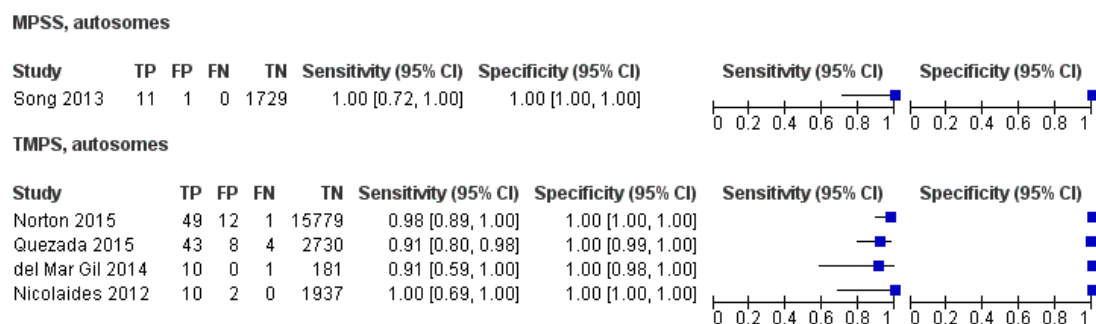 MPSS, autosomes
Study TP FP FN TN Sensitivity (95% CI) Specificity (95% CI) Sensitivity (95% CI) Specificity (95% CI)
Song 2013 11 1 0 1729 1.00 [0.72, 1.00] 1.00 [1.00, 1.00]
0 0.2 0.4 0.6 0.8 1 0 0.2 0.4 0.6 0.8 1
TMPS, autosomes
Study TP FP FN TN Sensitivity (95% CI) Specificity (95% CI) Sensitivity (95% CI) Specificity (95% CI)
Norton 2015 49 12 1 15779 0.98 [0.89, 1.00] 1.00 [1.00, 1.00]
Quezada 2015 43 8 4 2730 0.91 [0.80, 0.98] 1.00 [0.99, 1.00]
del Mar Gil 2014 10 0 1 181 0.91 [0.59, 1.00] 1.00 [0.98, 1.00]
Nicolaides 2012 10 2 0 1937 1.00 [0.69, 1.00] 1.00 [1.00, 1.00]
0 0.2 0.4 0.6 0.8 1 0 0.2 0.4 0.6 0.8 1